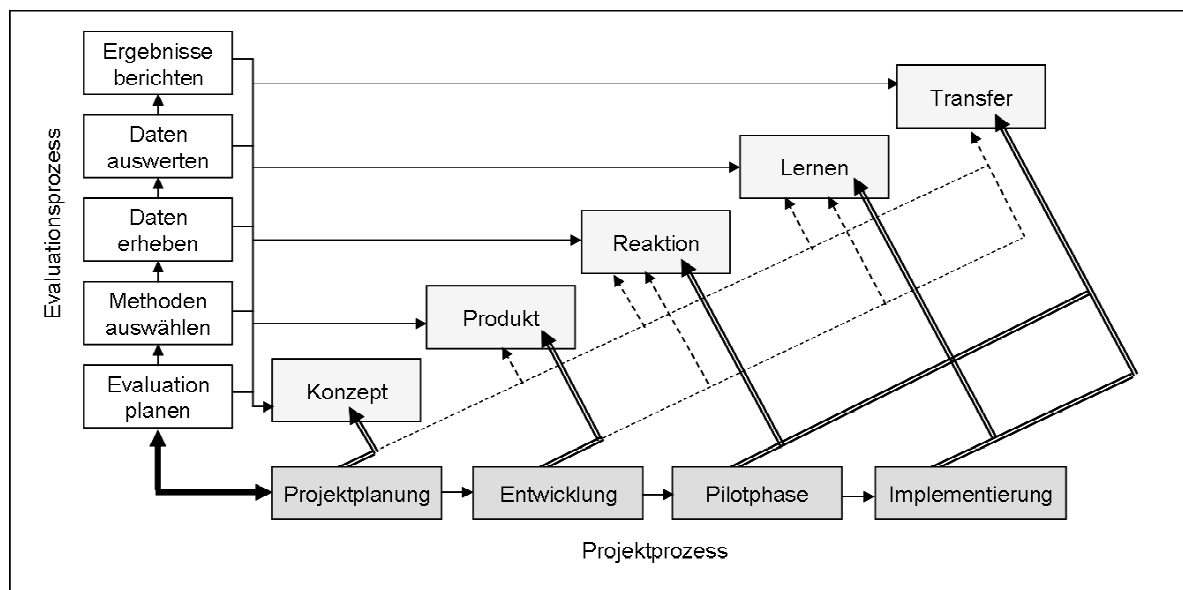 Ergebnisse
berichten
Transfer
Daten
auswerten
Lernen
Daten
erheben
Reaktion
Methoden
auswählen
Produkt
Evaluation
planen
Konzept
Evaluationsprozess
Projektplanung
Entwicklung
Pilotphase
Implementierung
Projektprozess